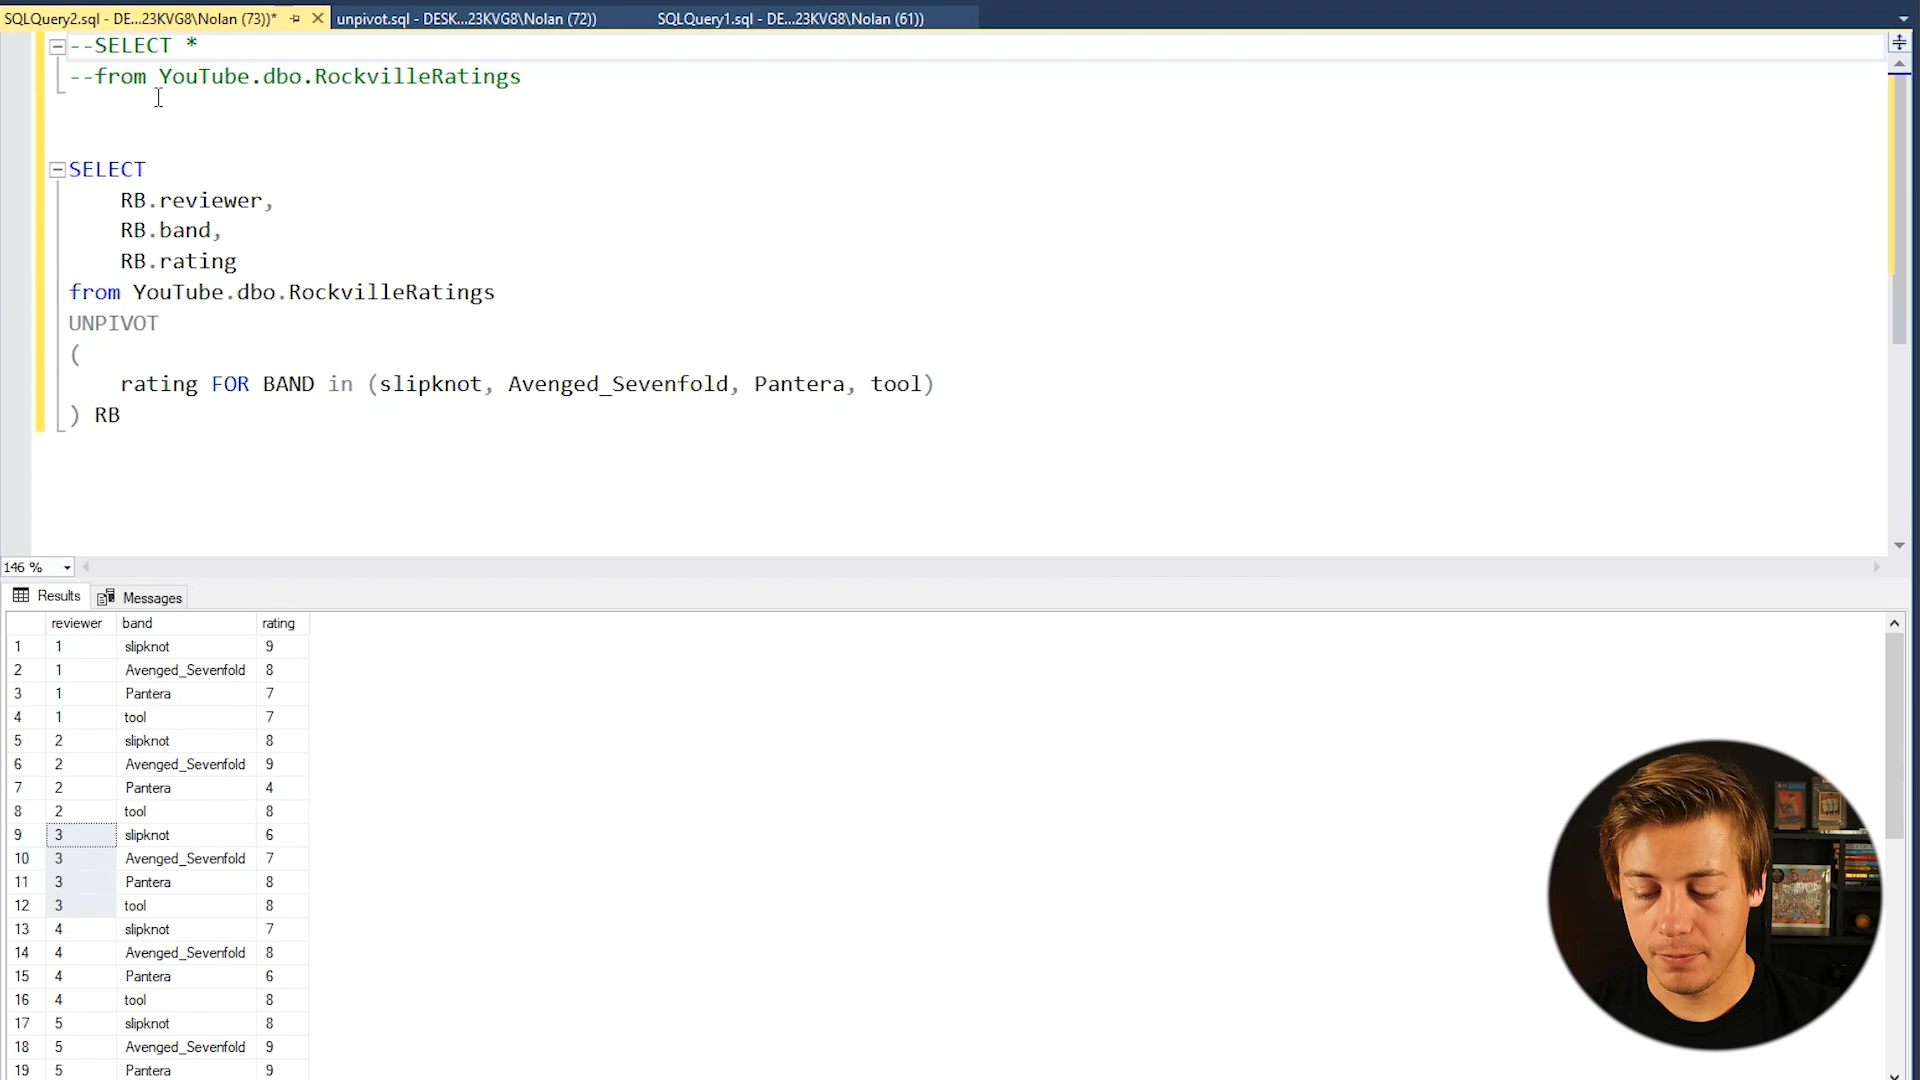 SQLQuery2.sql - DE...23KVG8\Nolan (73))* unpivot.sql - DESK...23KVG8\Nolan (72)) SQLQuery1.sql - DE...23KVG8\Nolan (61))
--SELECT *
--from YouTube.dbo.RockvilleRatings
SELECT
RB.reviewer,
RB.band,
RB.rating
from YouTube.dbo.RockvilleRatings
UNPIVOT
(
rating FOR BAND in (slipknot, Avenged_Sevenfold, Pantera, tool)
) RB
146 %
Results Messages
reviewer band rating
1 1 slipknot 9
2 1 Avenged_Sevenfold 8
3 1 Pantera 7
4 1 tool 7
5 2 slipknot 8
6 2 Avenged_Sevenfold 9
7 2 Pantera 4
8 2 tool 8
9 3 slipknot 6
10 3 Avenged_Sevenfold 7
11 3 Pantera 8
12 3 tool 8
13 4 slipknot 7
14 4 Avenged_Sevenfold 8
15 4 Pantera 6
16 4 tool 8
17 5 slipknot 8
18 5 Avenged_Sevenfold 9
19 5 Pantera 9